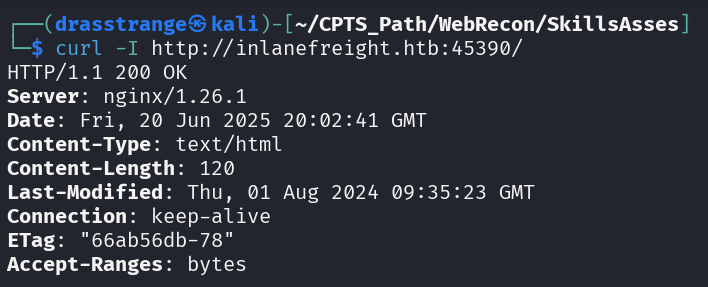 ┌──(drasstrange㉿kali)-[~/CPTS_Path/WebRecon/SkillsAsses]
└─$ curl -I http://inlanefreight.htb:45390/
HTTP/1.1 200 OK
Server: nginx/1.26.1
Date: Fri, 20 Jun 2025 20:02:41 GMT
Content-Type: text/html
Content-Length: 120
Last-Modified: Thu, 01 Aug 2024 09:35:23 GMT
Connection: keep-alive
ETag: "66ab56db-78"
Accept-Ranges: bytes